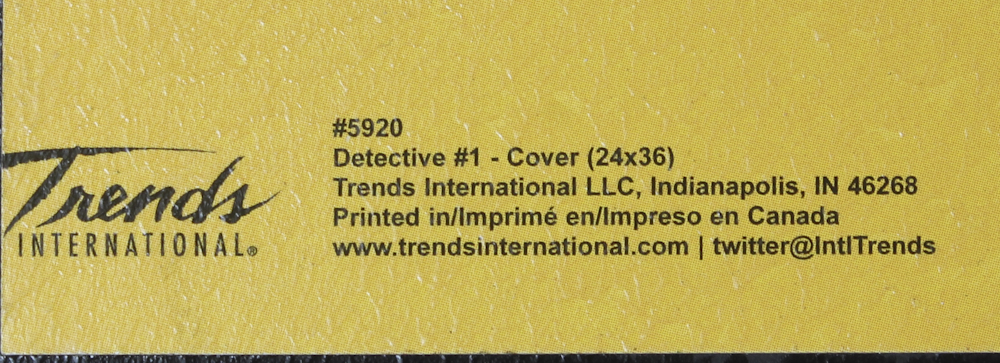 Trends
INTERNATIONAL®
#5920
Detective #1 - Cover (24x36)
Trends International LLC, Indianapolis, IN 46268
Printed in/Imprimé en/Impreso en Canada
www.trendsinternational.com | twitter@IntlTrends